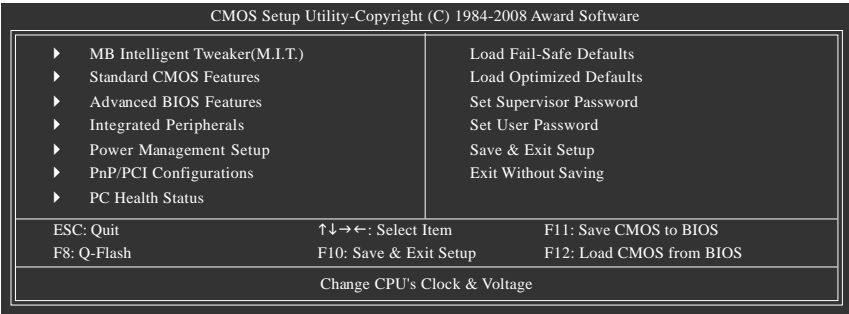 CMOS Setup Utility-Copyright (C) 1984-2008 Award Software
MB Intelligent Tweaker(M.I.T.)
Standard CMOS Features
Advanced BIOS Features
Integrated Peripherals
Power Management Setup
PnP/PCI Configurations
PC Health Status
Load Fail-Safe Defaults
Load Optimized Defaults
Set Supervisor Password
Set User Password
Save & Exit Setup
Exit Without Saving
ESC: Quit
↑↓→←: Select Item
F11: Save CMOS to BIOS
F8: Q-Flash
F10: Save & Exit Setup
F12: Load CMOS from BIOS
Change CPU's Clock & Voltage